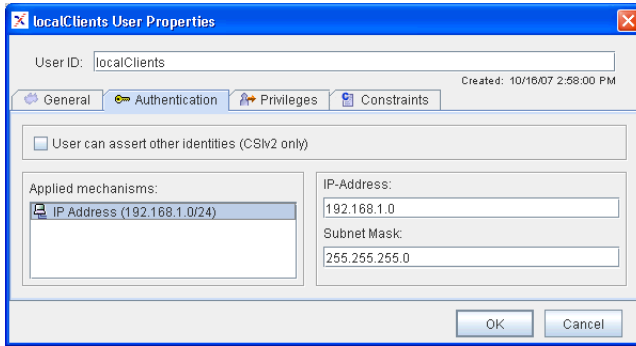 localClients User Properties
User ID: localClients
Created: 10/16/07 2:58:00 PM
General Authentication Privileges Constraints
User can assert other identities (CSIv2 only)
Applied mechanisms:
IP Address (192.168.1.0/24)
IP-Address:
192.168.1.0
Subnet Mask:
255.255.255.0
OK Cancel